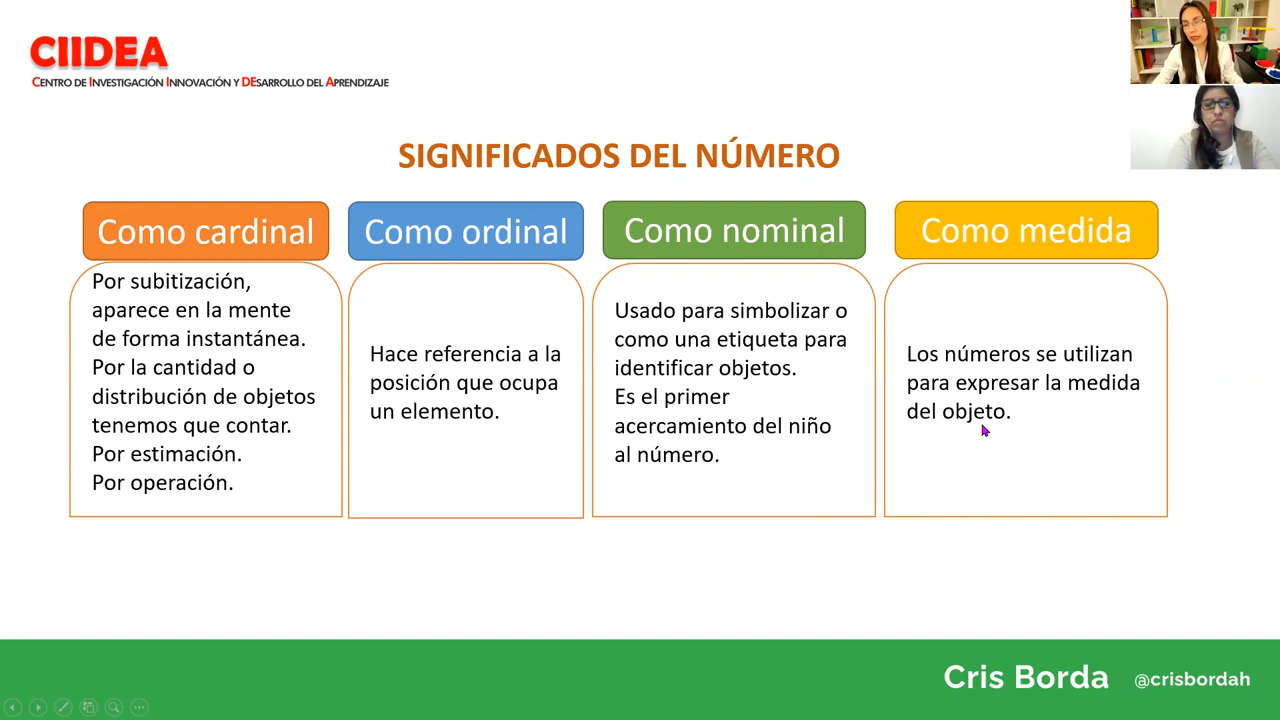 CIIDEA
CENTRO DE INVESTIGACIÓN INNOVACIÓN Y DESARROLLO DEL APRENDIZAJE
SIGNIFICADOS DEL NÚMERO
Como cardinal
Por subitización,
aparece en la mente
de forma instantánea.
Por la cantidad o
distribución de objetos
tenemos que contar.
Por estimación.
Por operación.
Como ordinal
Hace referencia a la
posición que ocupa
un elemento.
Como nominal
Usado para simbolizar o
como una etiqueta para
identificar objetos.
Es el primer
acercamiento del niño
al número.
Como medida
Los números se utilizan
para expresar la medida
del objeto.
Cris Borda @crisbordah